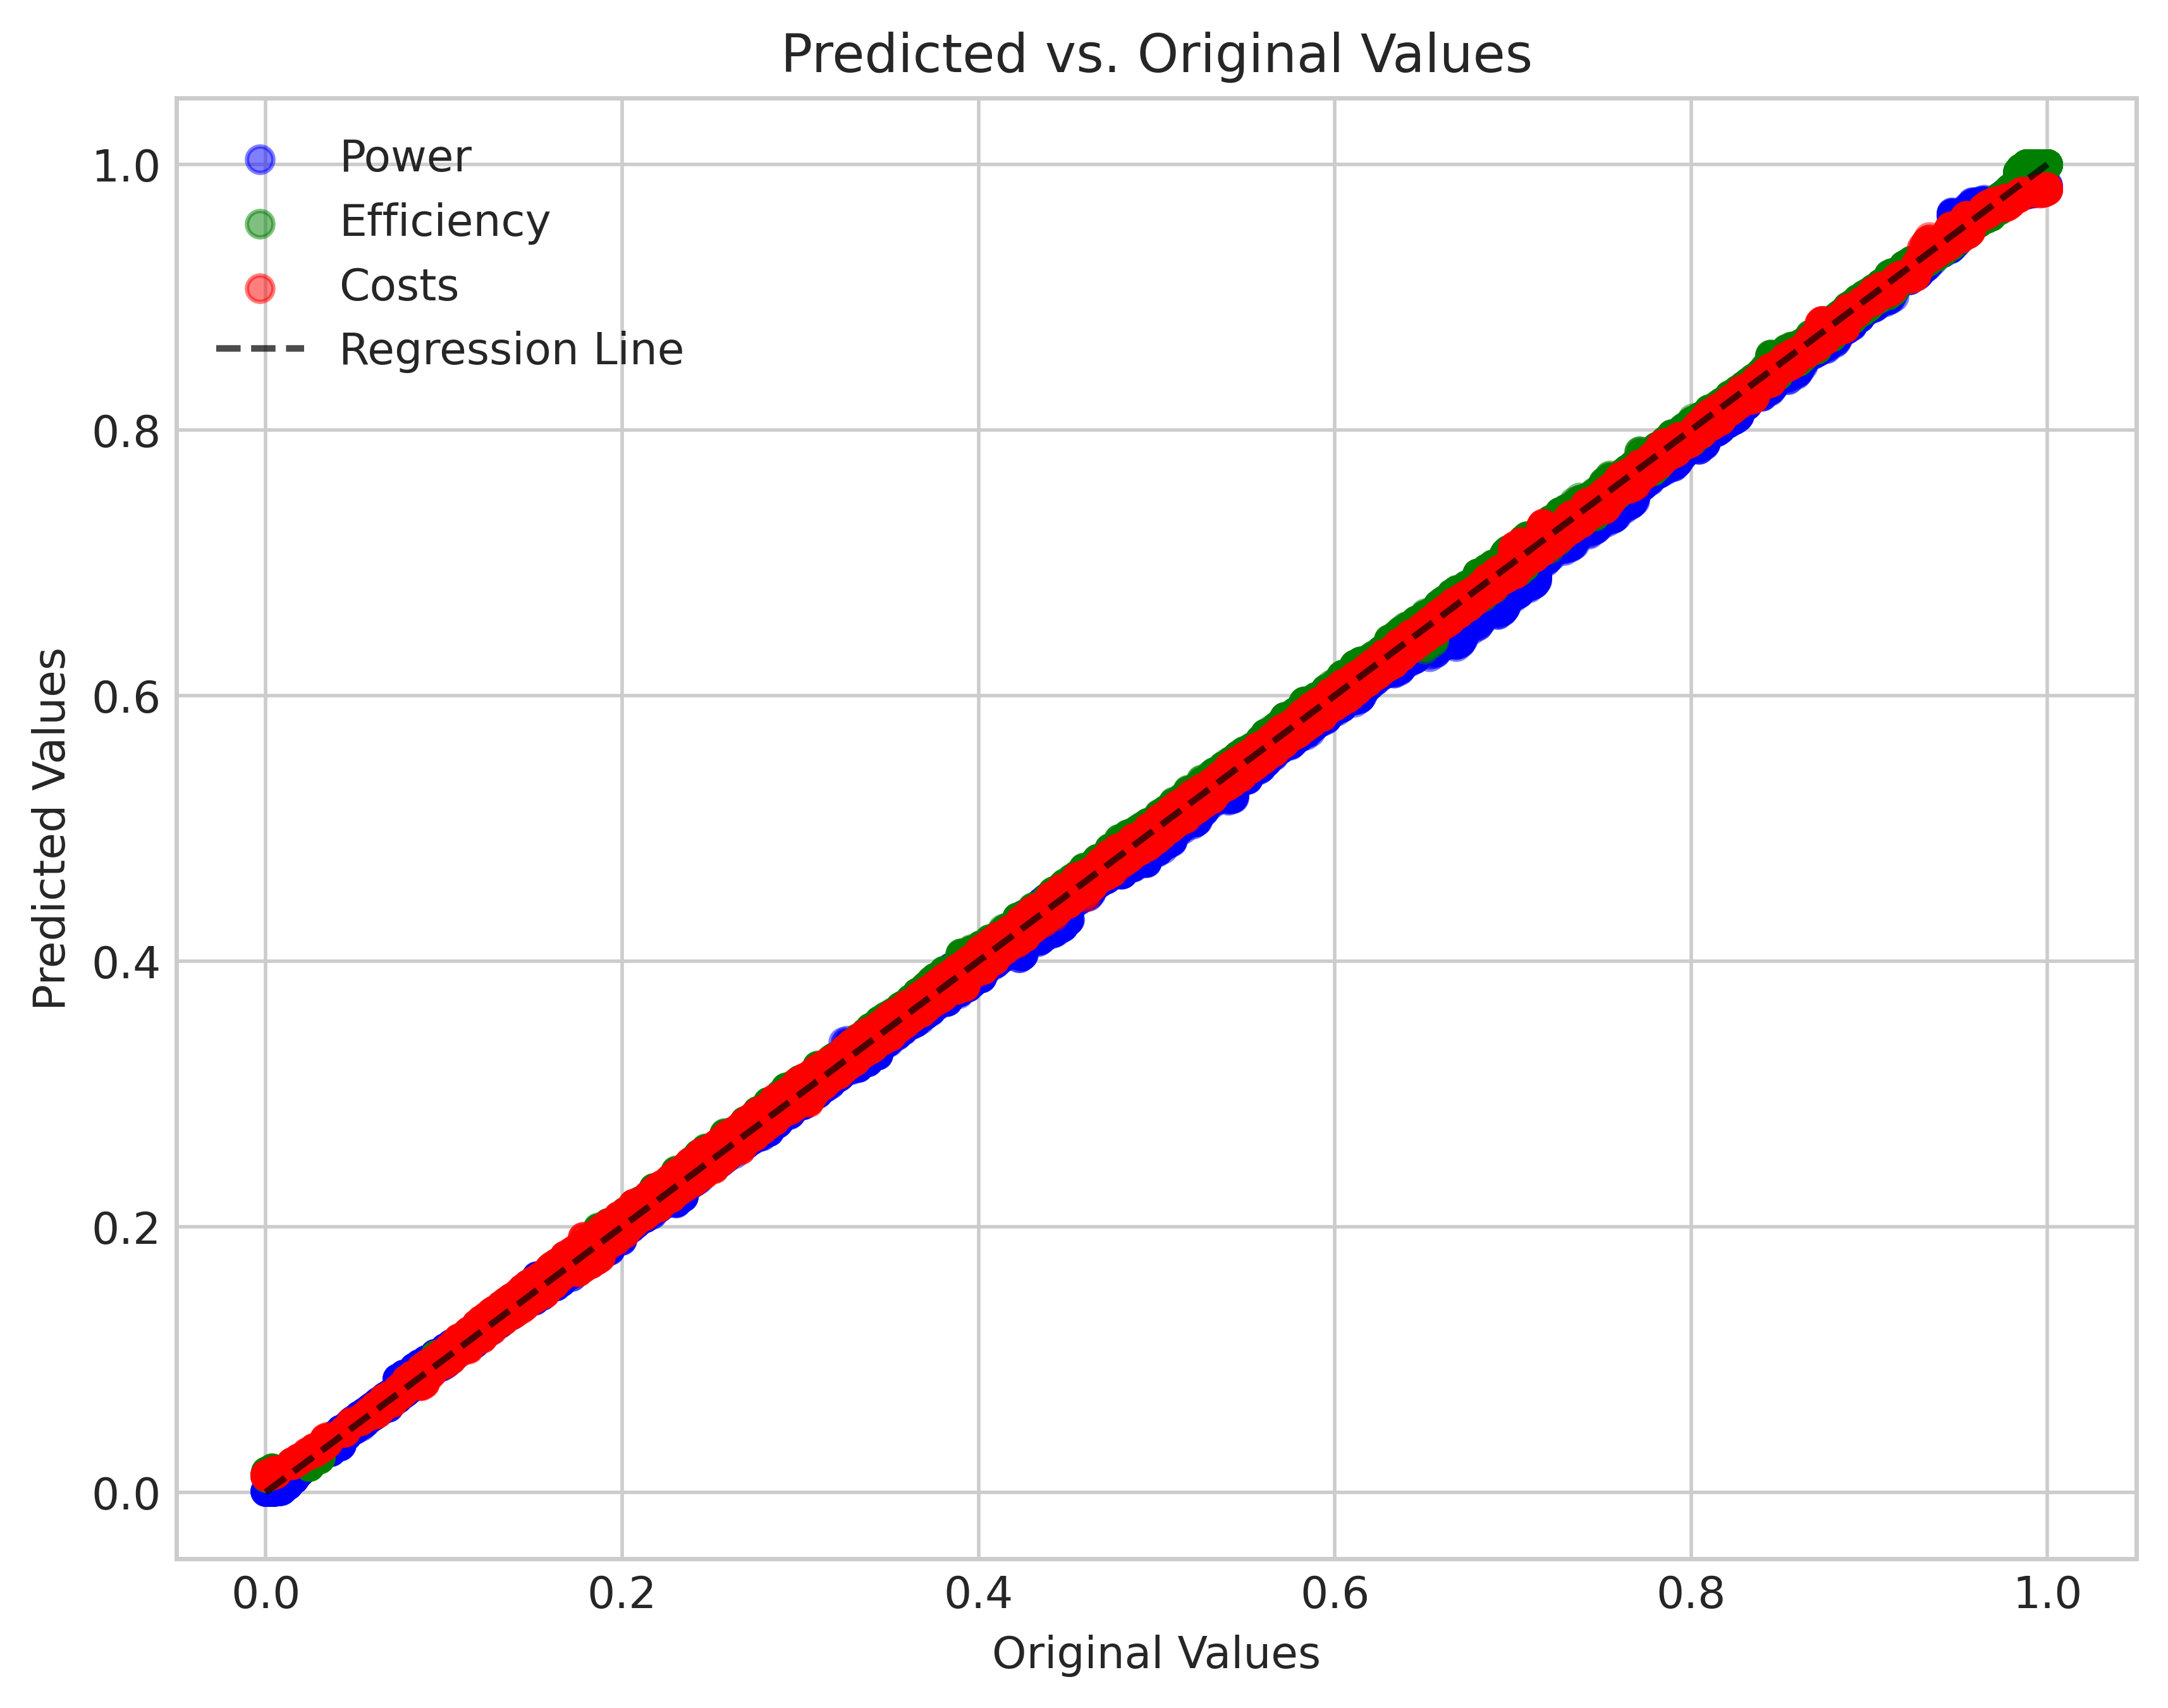 Predicted vs. Original Values
Power
Efficiency
Costs
Regression Line
Predicted Values
1.0
0.8
0.6
0.4
0.2
0.0
0.0 0.2 0.4 0.6 0.8 1.0
Original Values